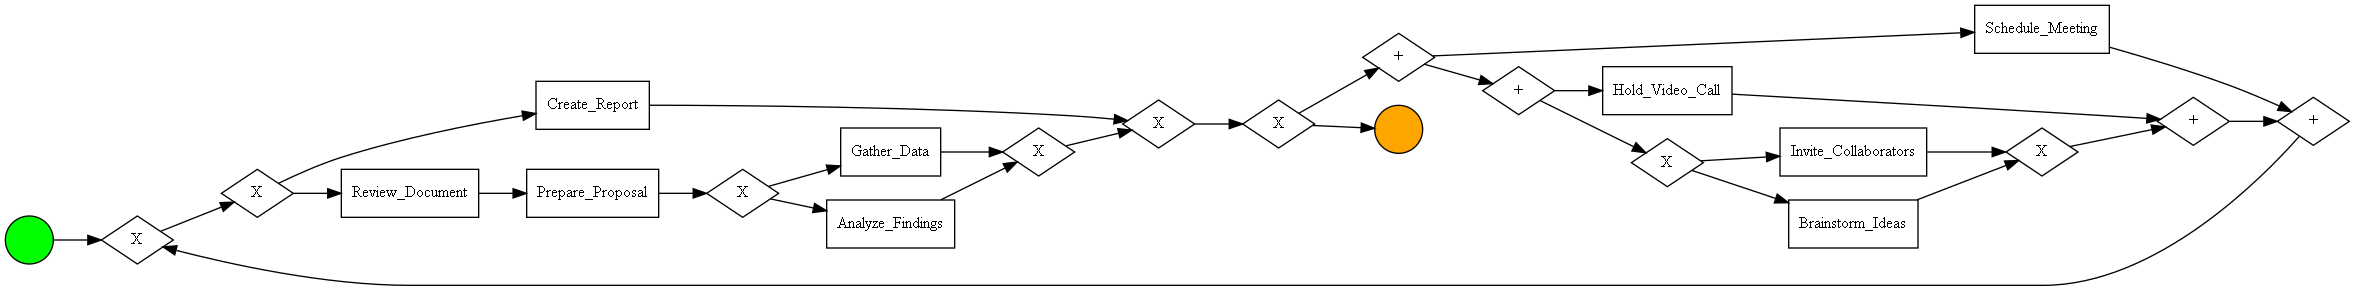 Schedule_Meeting
+
Hold_Video_Call
+
Create_Report
X
X
+
+
Gather_Data
X
Invite_Collaborators
X
X
X
Review_Document
Prepare_Proposal
X
Analyze_Findings
Brainstorm_Ideas
X